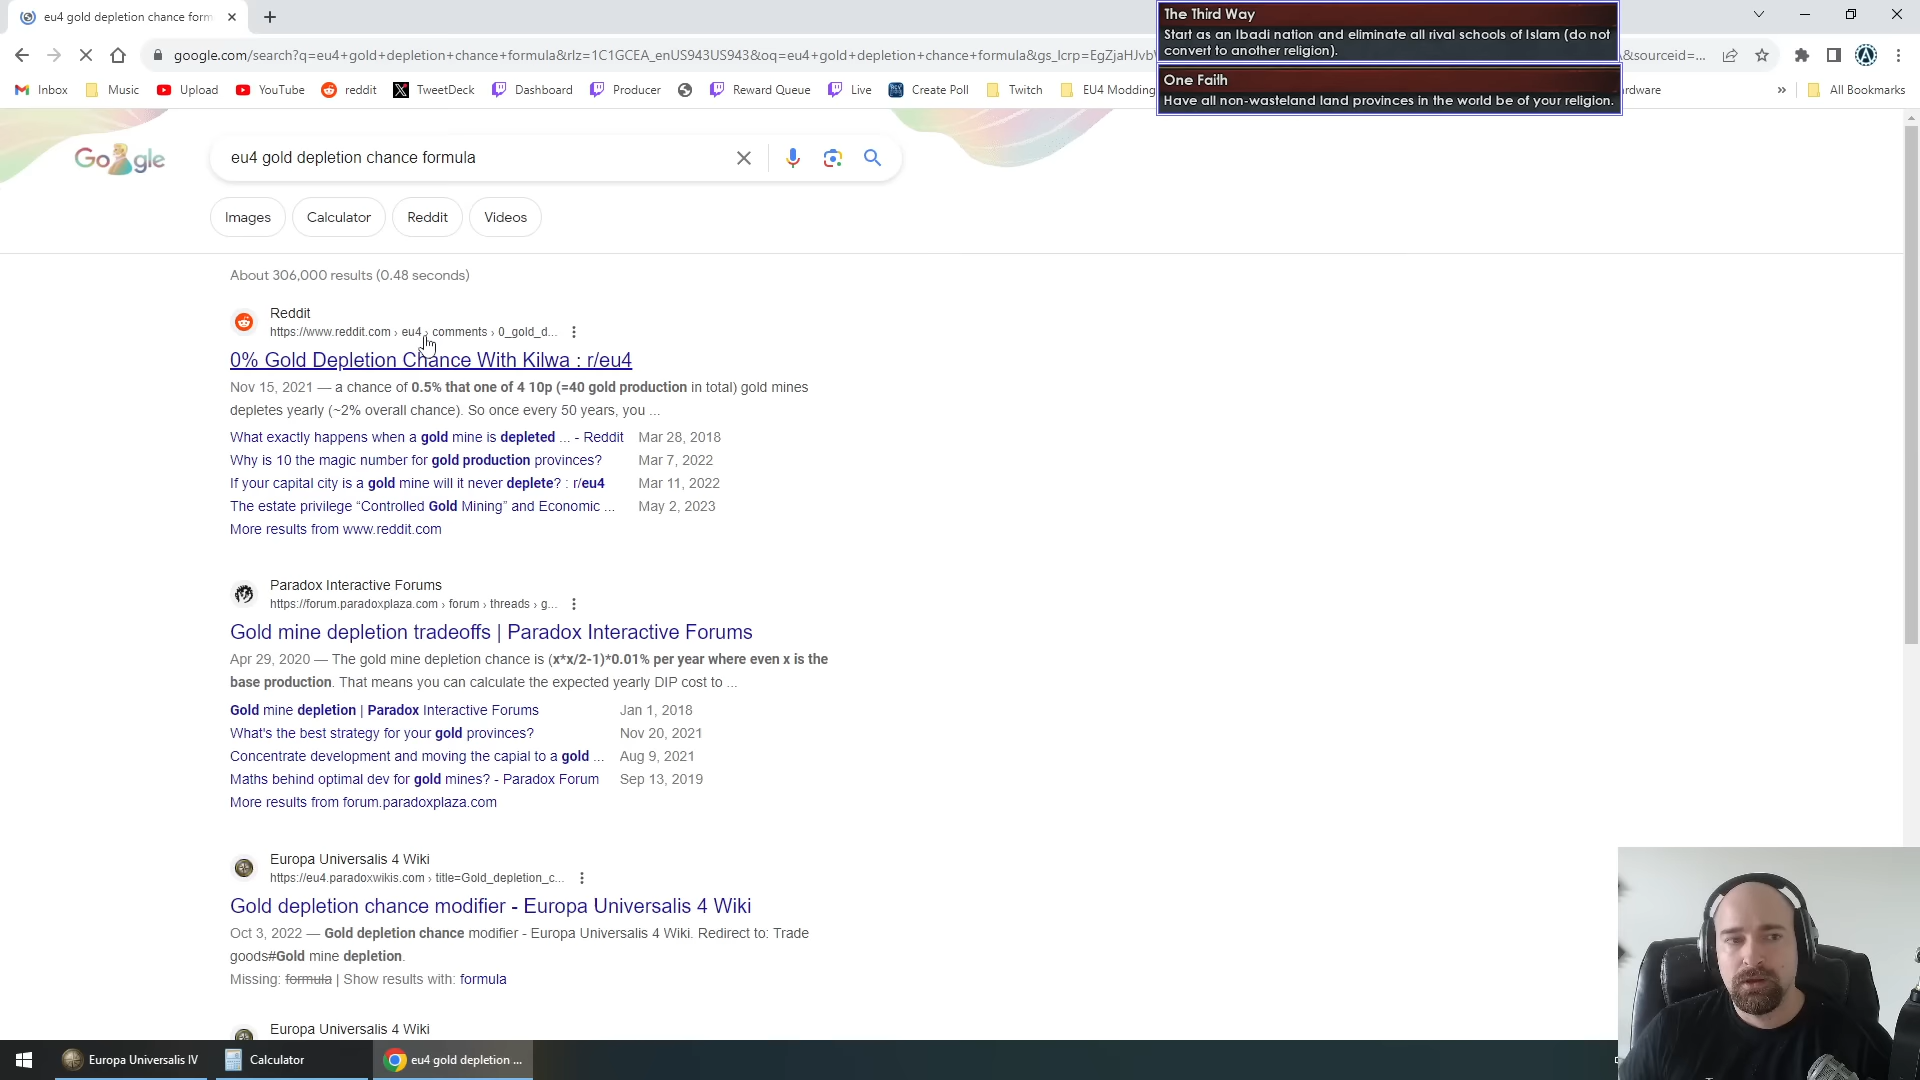 eu4 gold depletion chance form
The Third Way
Start as an Ibadi nation and eliminate all rival schools of Islam (do not
convert to another religion).
google.com/search?q=eu4+gold+depletion+chance+formula&rlz=1C1GCEA_enUS943US943&oq=eu4+gold+depletion+chance+formula&gs_lcrp=EgZjaHJvb
&sourceid=...
One Faith
Have all non-wasteland land provinces in the world be of your religion.
Inbox Music Upload YouTube reddit TweetDeck Dashboard Producer Reward Queue Live Create Poll Twitch EU4 Modding rdware » All Bookmarks
Google
eu4 gold depletion chance formula
Images Calculator Reddit Videos
About 306,000 results (0.48 seconds)
Reddit
https://www.reddit.com › eu4 › comments › 0_gold_d...
0% Gold Depletion Chance With Kilwa : r/eu4
Nov 15, 2021 — a chance of 0.5% that one of 4 10p (=40 gold production in total) gold mines
depletes yearly (~2% overall chance). So once every 50 years, you ...
What exactly happens when a gold mine is depleted ... - Reddit Mar 28, 2018
Why is 10 the magic number for gold production provinces? Mar 7, 2022
If your capital city is a gold mine will it never deplete? : r/eu4 Mar 11, 2022
The estate privilege “Controlled Gold Mining” and Economic ... May 2, 2023
More results from www.reddit.com
Paradox Interactive Forums
https://forum.paradoxplaza.com › forum › threads › g...
Gold mine depletion tradeoffs | Paradox Interactive Forums
Apr 29, 2020 — The gold mine depletion chance is (x*x/2-1)*0.01% per year where even x is the
base production. That means you can calculate the expected yearly DIP cost to ...
Gold mine depletion | Paradox Interactive Forums Jan 1, 2018
What's the best strategy for your gold provinces? Nov 20, 2021
Concentrate development and moving the capial to a gold ... Aug 9, 2021
Maths behind optimal dev for gold mines? - Paradox Forum Sep 13, 2019
More results from forum.paradoxplaza.com
Europa Universalis 4 Wiki
https://eu4.paradoxwikis.com › title=Gold_depletion_c...
Gold depletion chance modifier - Europa Universalis 4 Wiki
Oct 3, 2022 — Gold depletion chance modifier - Europa Universalis 4 Wiki. Redirect to: Trade
goods#Gold mine depletion.
Missing: formula | Show results with: formula
Europa Universalis 4 Wiki
Europa Universalis IV Calculator eu4 gold depletion ...